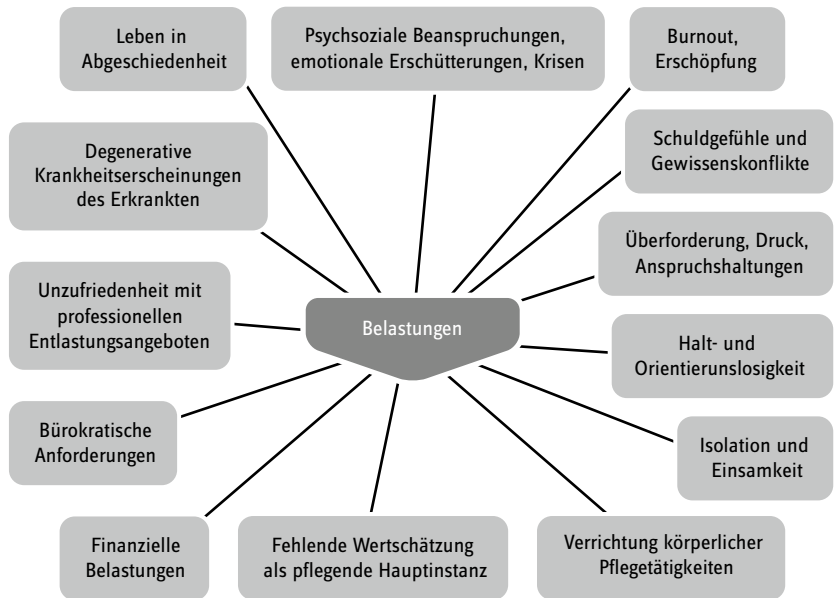 Leben in
Abgeschiedenheit
Psychsoziale Beanspruchungen,
emotionale Erschütterungen, Krisen
Burnout,
Erschöpfung
Degenerative
Krankheitserscheinungen
des Erkrankten
Schuldgefühle und
Gewissenskonflikte
Überforderung, Druck,
Anspruchshaltungen
Unzufriedenheit mit
professionellen
Entlastungsangeboten
Belastungen
Halt- und
Orientierunslosigkeit
Bürokratische
Anforderungen
Isolation und
Einsamkeit
Finanzielle
Belastungen
Fehlende Wertschätzung
als pflegende Hauptinstanz
Verrichtung körperlicher
Pflegetätigkeiten